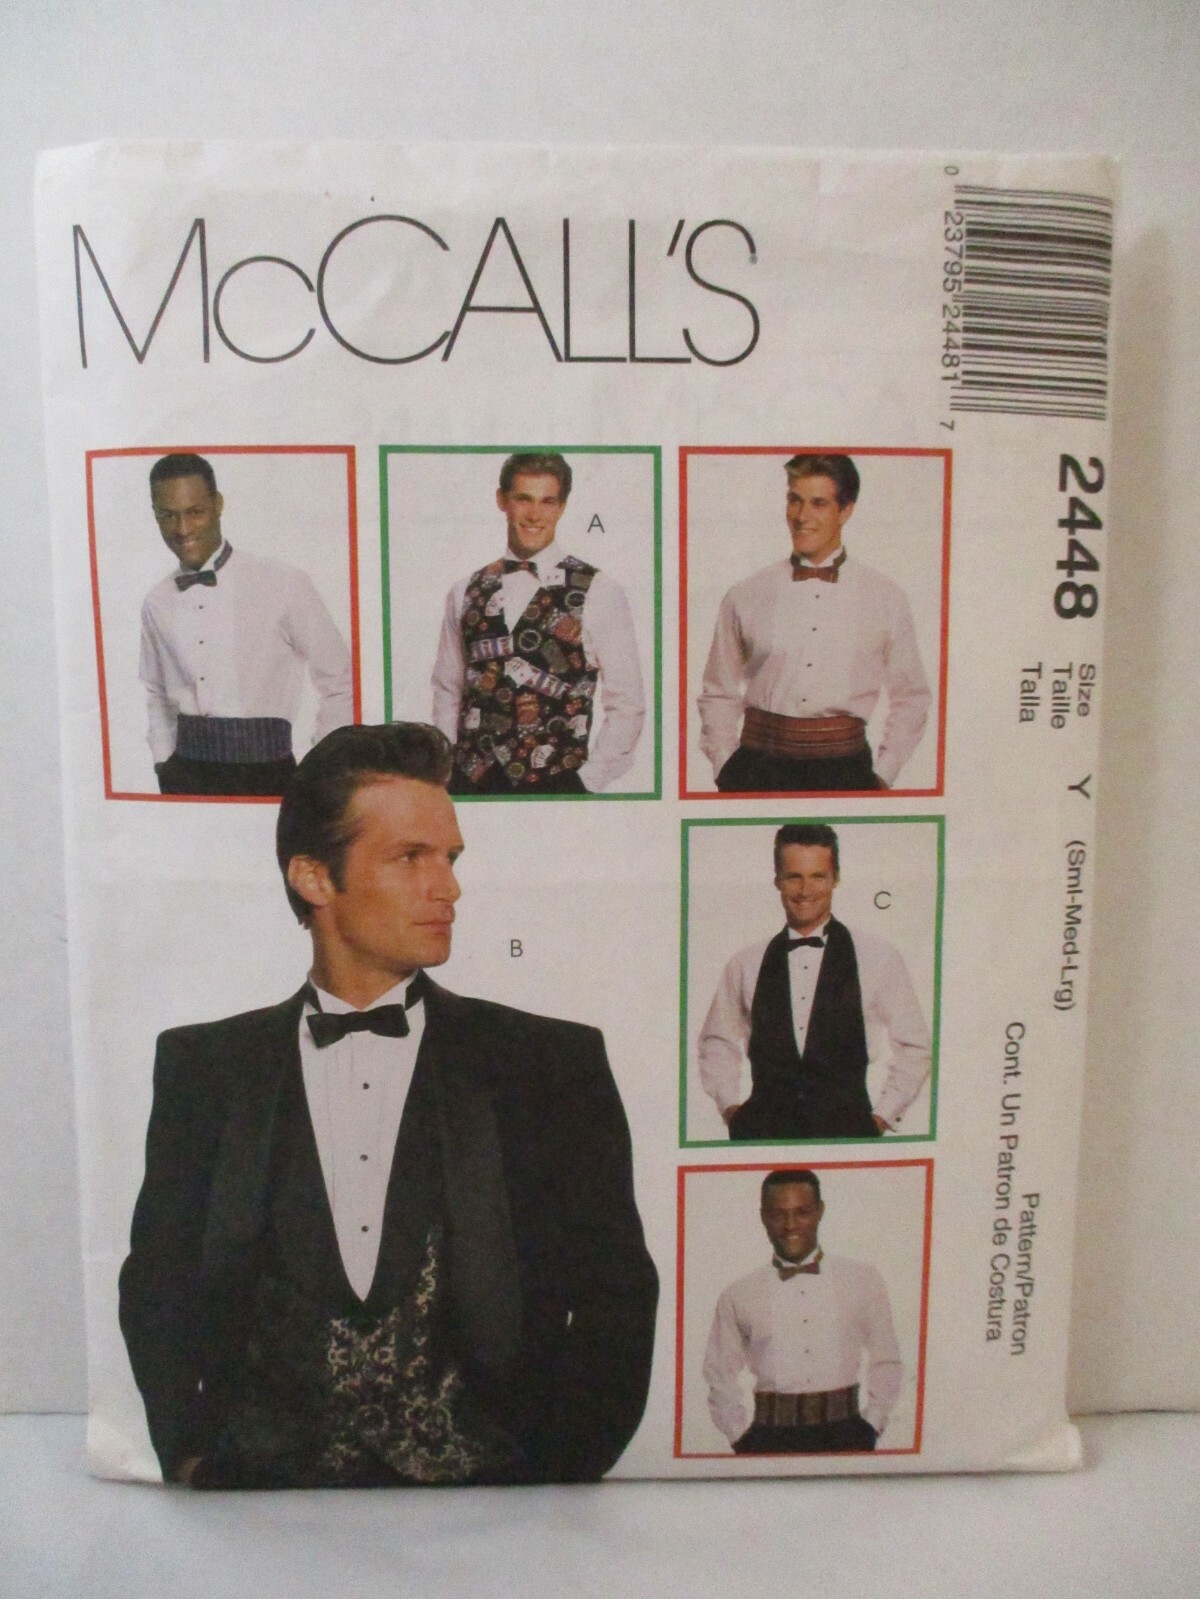 McCALL'S
0 23795 24481 7
2448
Size
Taille
Talla
Y (Sml-Med-Lrg)
Pattern/Patron
Cont. Un Patron de Costura
A
B
C